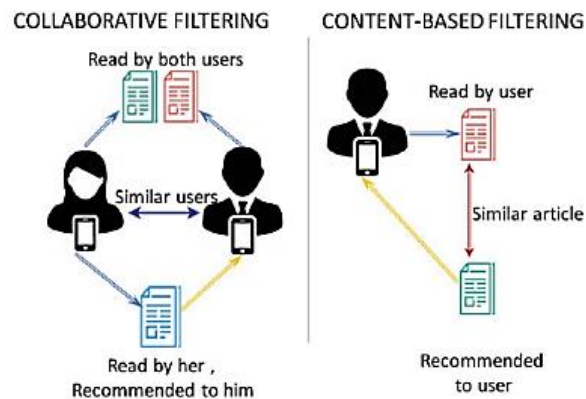 COLLABORATIVE FILTERING
Read by both users
Similar users
Read by her ,
Recommended to him
CONTENT-BASED FILTERING
Read by user
Similar article
Recommended
to user